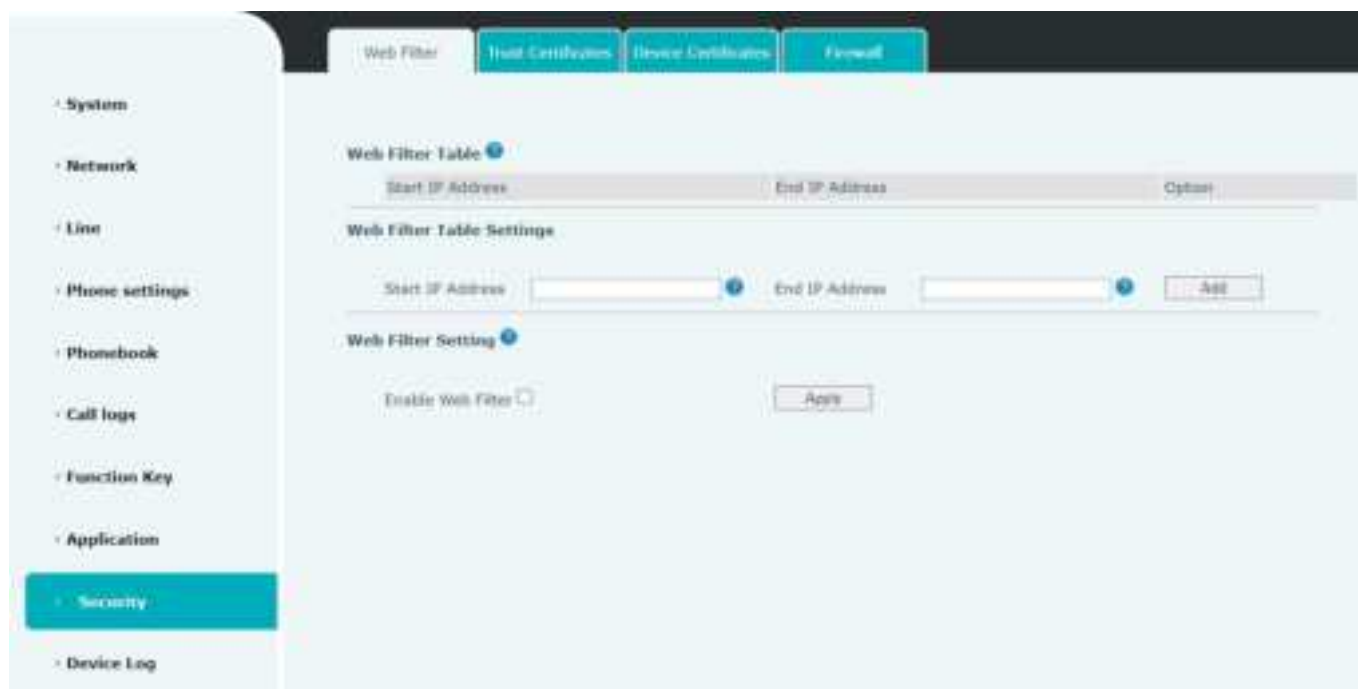 Web Filter Trust Certificates Device Certificates Firewall
System
Network
Line
Phone settings
Phonebook
Call logs
Function Key
Application
Security
Device Log
Web Filter Table
Start IP Address End IP Address Option
Web Filter Table Settings
Start IP Address End IP Address Add
Web Filter Setting
Enable Web Filter Apply